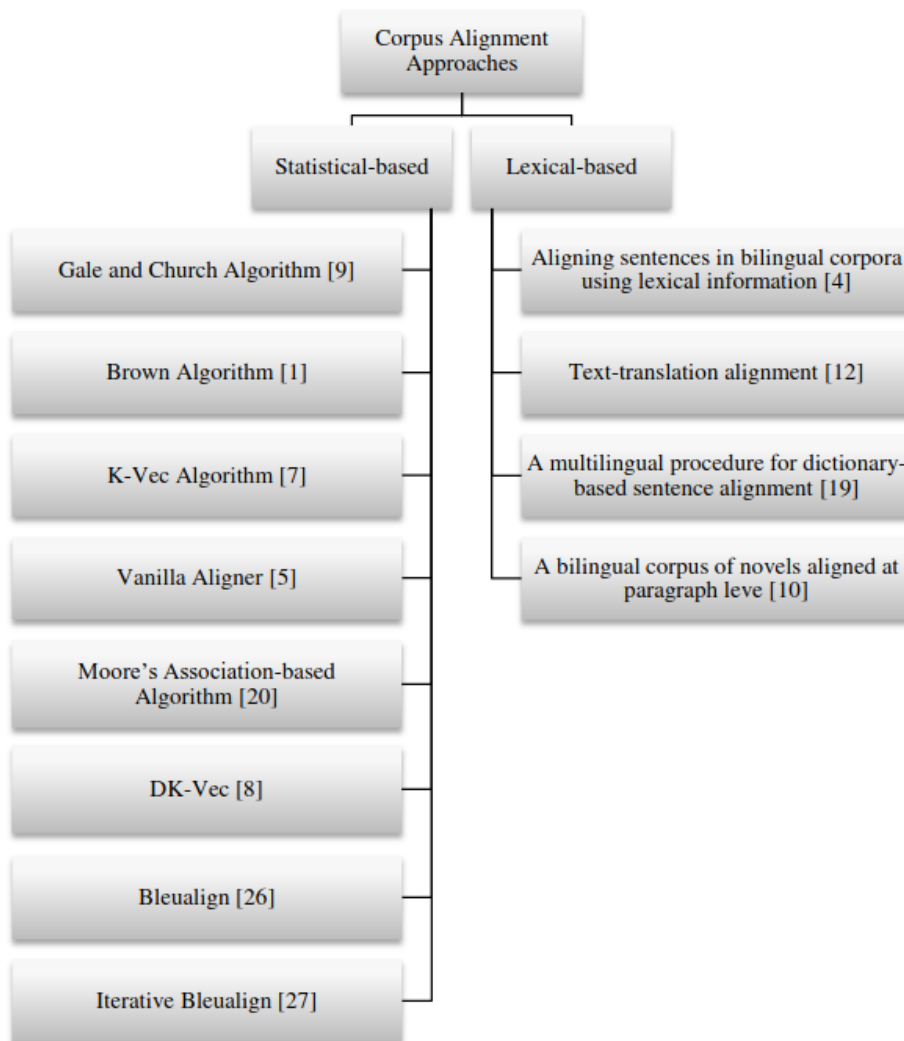 Corpus Alignment
Approaches
Statistical-based
Lexical-based
Gale and Church Algorithm [9]
Brown Algorithm [1]
K-Vec Algorithm [7]
Vanilla Aligner [5]
Moore's Association-based
Algorithm [20]
DK-Vec [8]
Bleualign [26]
Iterative Bleualign [27]
Aligning sentences in bilingual corpora
using lexical information [4]
Text-translation alignment [12]
A multilingual procedure for dictionary-
based sentence alignment [19]
A bilingual corpus of novels aligned at
paragraph leve [10]